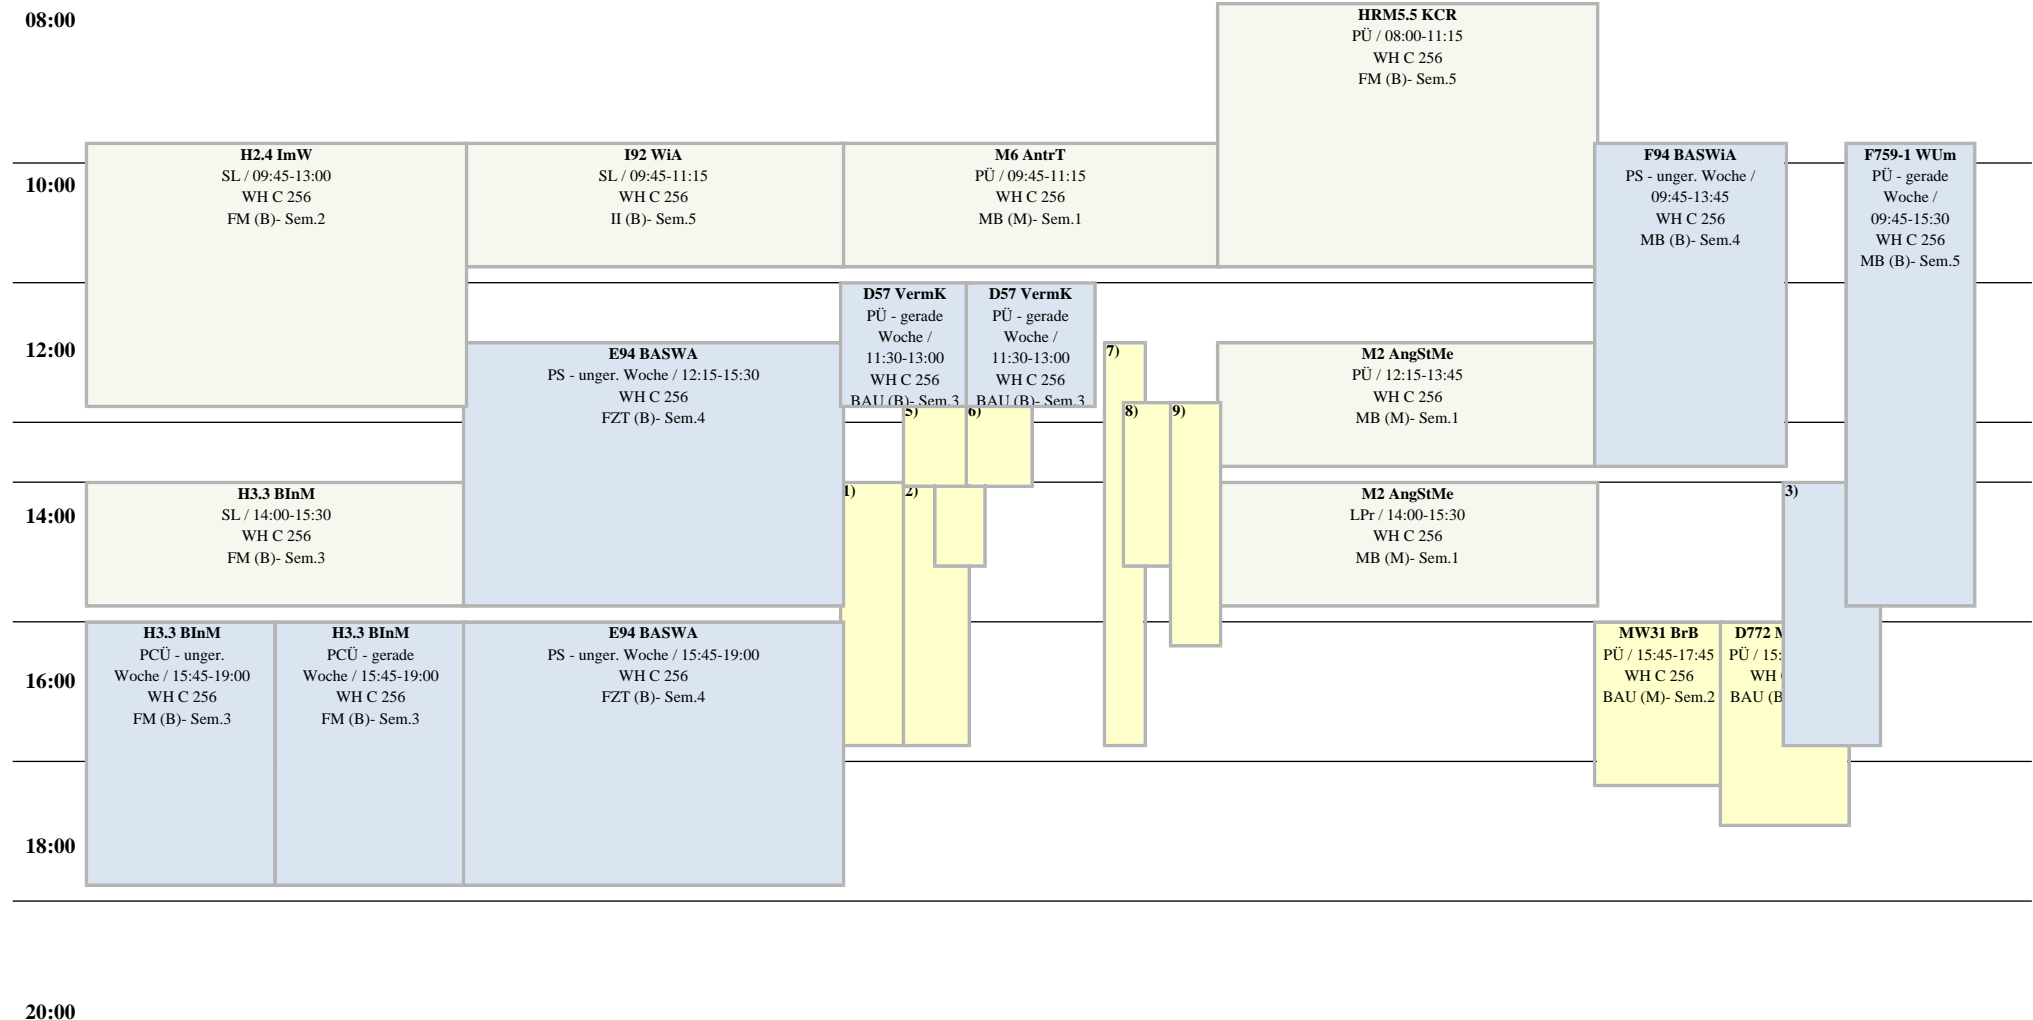 08:00
10:00
12:00
14:00
16:00
18:00
20:00
H2.4 ImW
SL / 09:45-13:00
WH C 256
FM (B)- Sem.2
H3.3 BInM
SL / 14:00-15:30
WH C 256
FM (B)- Sem.3
H3.3 BInM
PCÜ - unger.
Woche / 15:45-19:00
WH C 256
FM (B)- Sem.3
H3.3 BInM
PCÜ - gerade
Woche / 15:45-19:00
WH C 256
FM (B)- Sem.3
I92 WiA
SL / 09:45-11:15
WH C 256
II (B)- Sem.5
E94 BASWA
PS - unger. Woche / 12:15-15:30
WH C 256
FZT (B)- Sem.4
E94 BASWA
PS - unger. Woche / 15:45-19:00
WH C 256
FZT (B)- Sem.4
M6 AntrT
PÜ / 09:45-11:15
WH C 256
MB (M)- Sem.1
D57 VermK
PÜ - gerade
Woche /
11:30-13:00
WH C 256
BAU (B)- Sem.3
D57 VermK
PÜ - gerade
Woche /
11:30-13:00
WH C 256
BAU (B)- Sem.3
5)
6)
1)
2)
7)
8)
9)
HRM5.5 KCR
PÜ / 08:00-11:15
WH C 256
FM (B)- Sem.5
M2 AngStMe
PÜ / 12:15-13:45
WH C 256
MB (M)- Sem.1
M2 AngStMe
LPr / 14:00-15:30
WH C 256
MB (M)- Sem.1
F94 BASWiA
PS - unger. Woche /
09:45-13:45
WH C 256
MB (B)- Sem.4
F759-1 WUm
PÜ - gerade
Woche /
09:45-15:30
WH C 256
MB (B)- Sem.5
3)
MW31 BrB
PÜ / 15:45-17:45
WH C 256
BAU (M)- Sem.2
D772
PÜ / 15:
WH
BAU (B